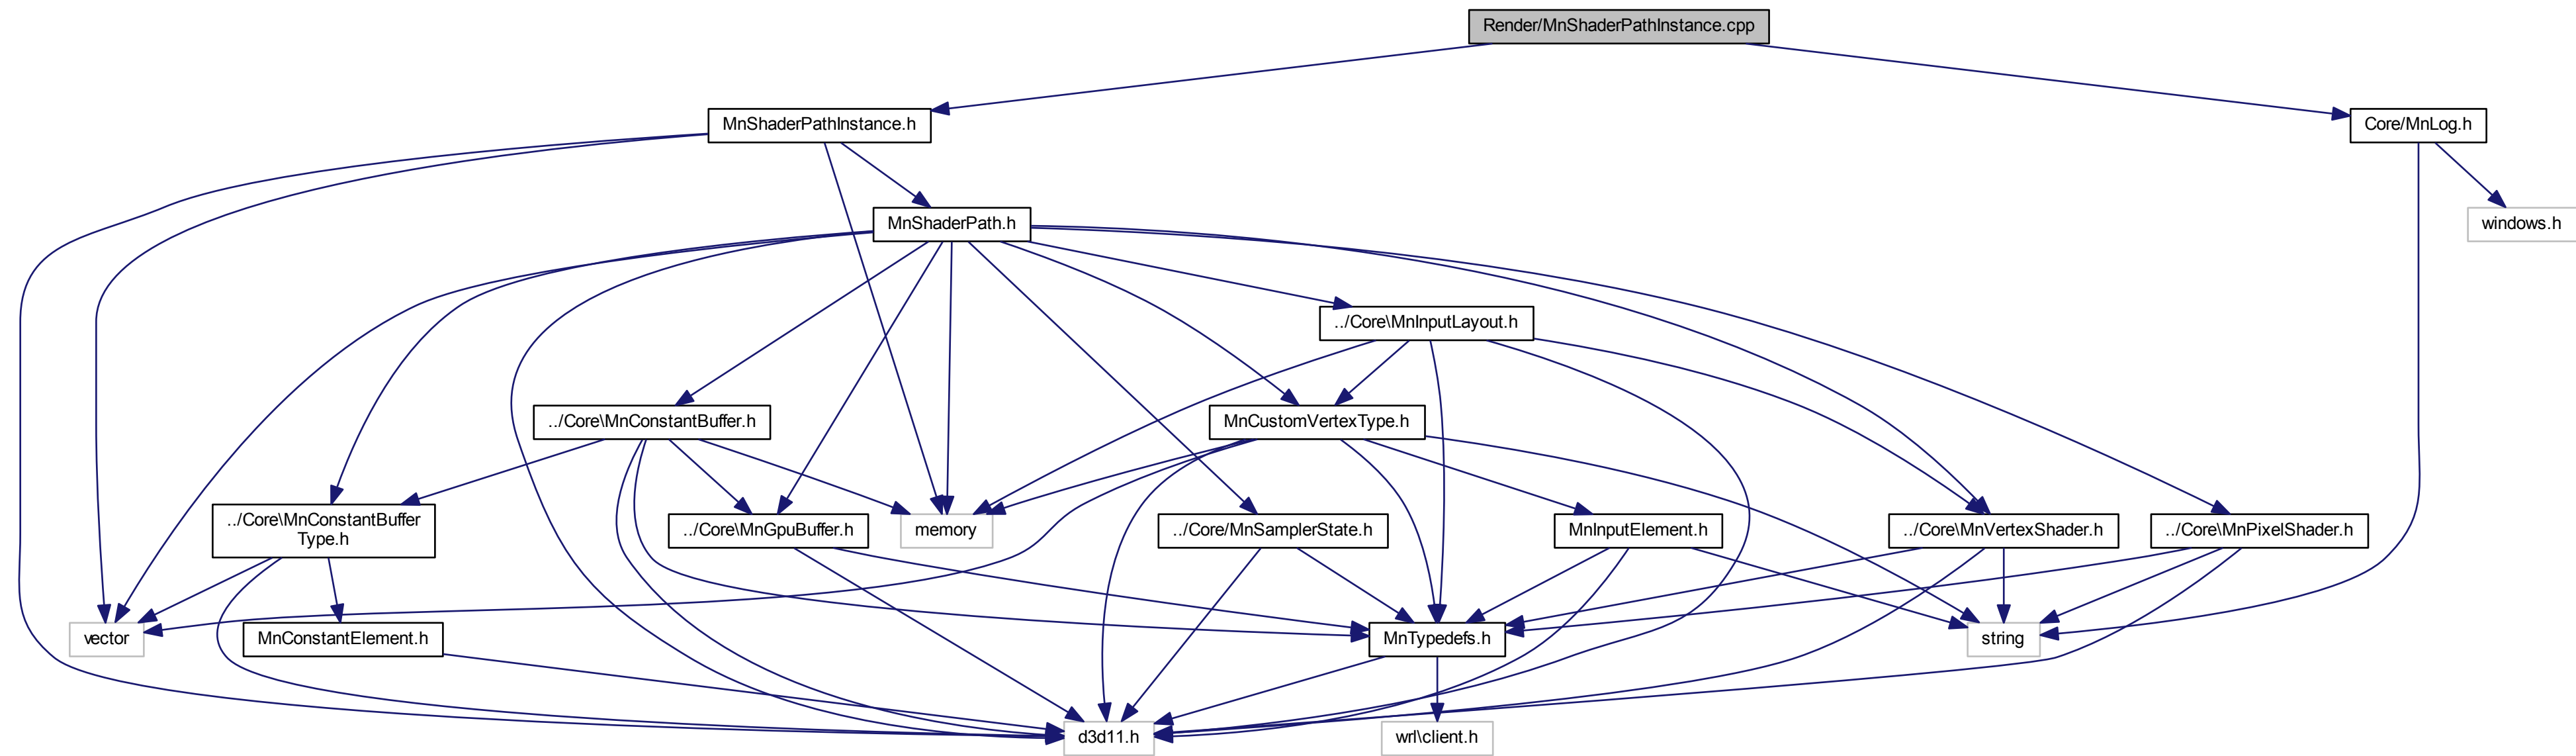 Render/MnShaderPathInstance.cpp
MnShaderPathInstance.h
Core/MnLog.h
MnShaderPath.h
windows.h
../Core\MnInputLayout.h
../Core\MnConstantBuffer.h
MnCustomVertexType.h
../Core\MnConstantBuffer
Type.h
../Core\MnGpuBuffer.h
memory
../Core/MnSamplerState.h
MnInputElement.h
../Core\MnVertexShader.h
../Core\MnPixelShader.h
vector
MnConstantElement.h
MnTypedefs.h
string
d3d11.h
wrl\client.h